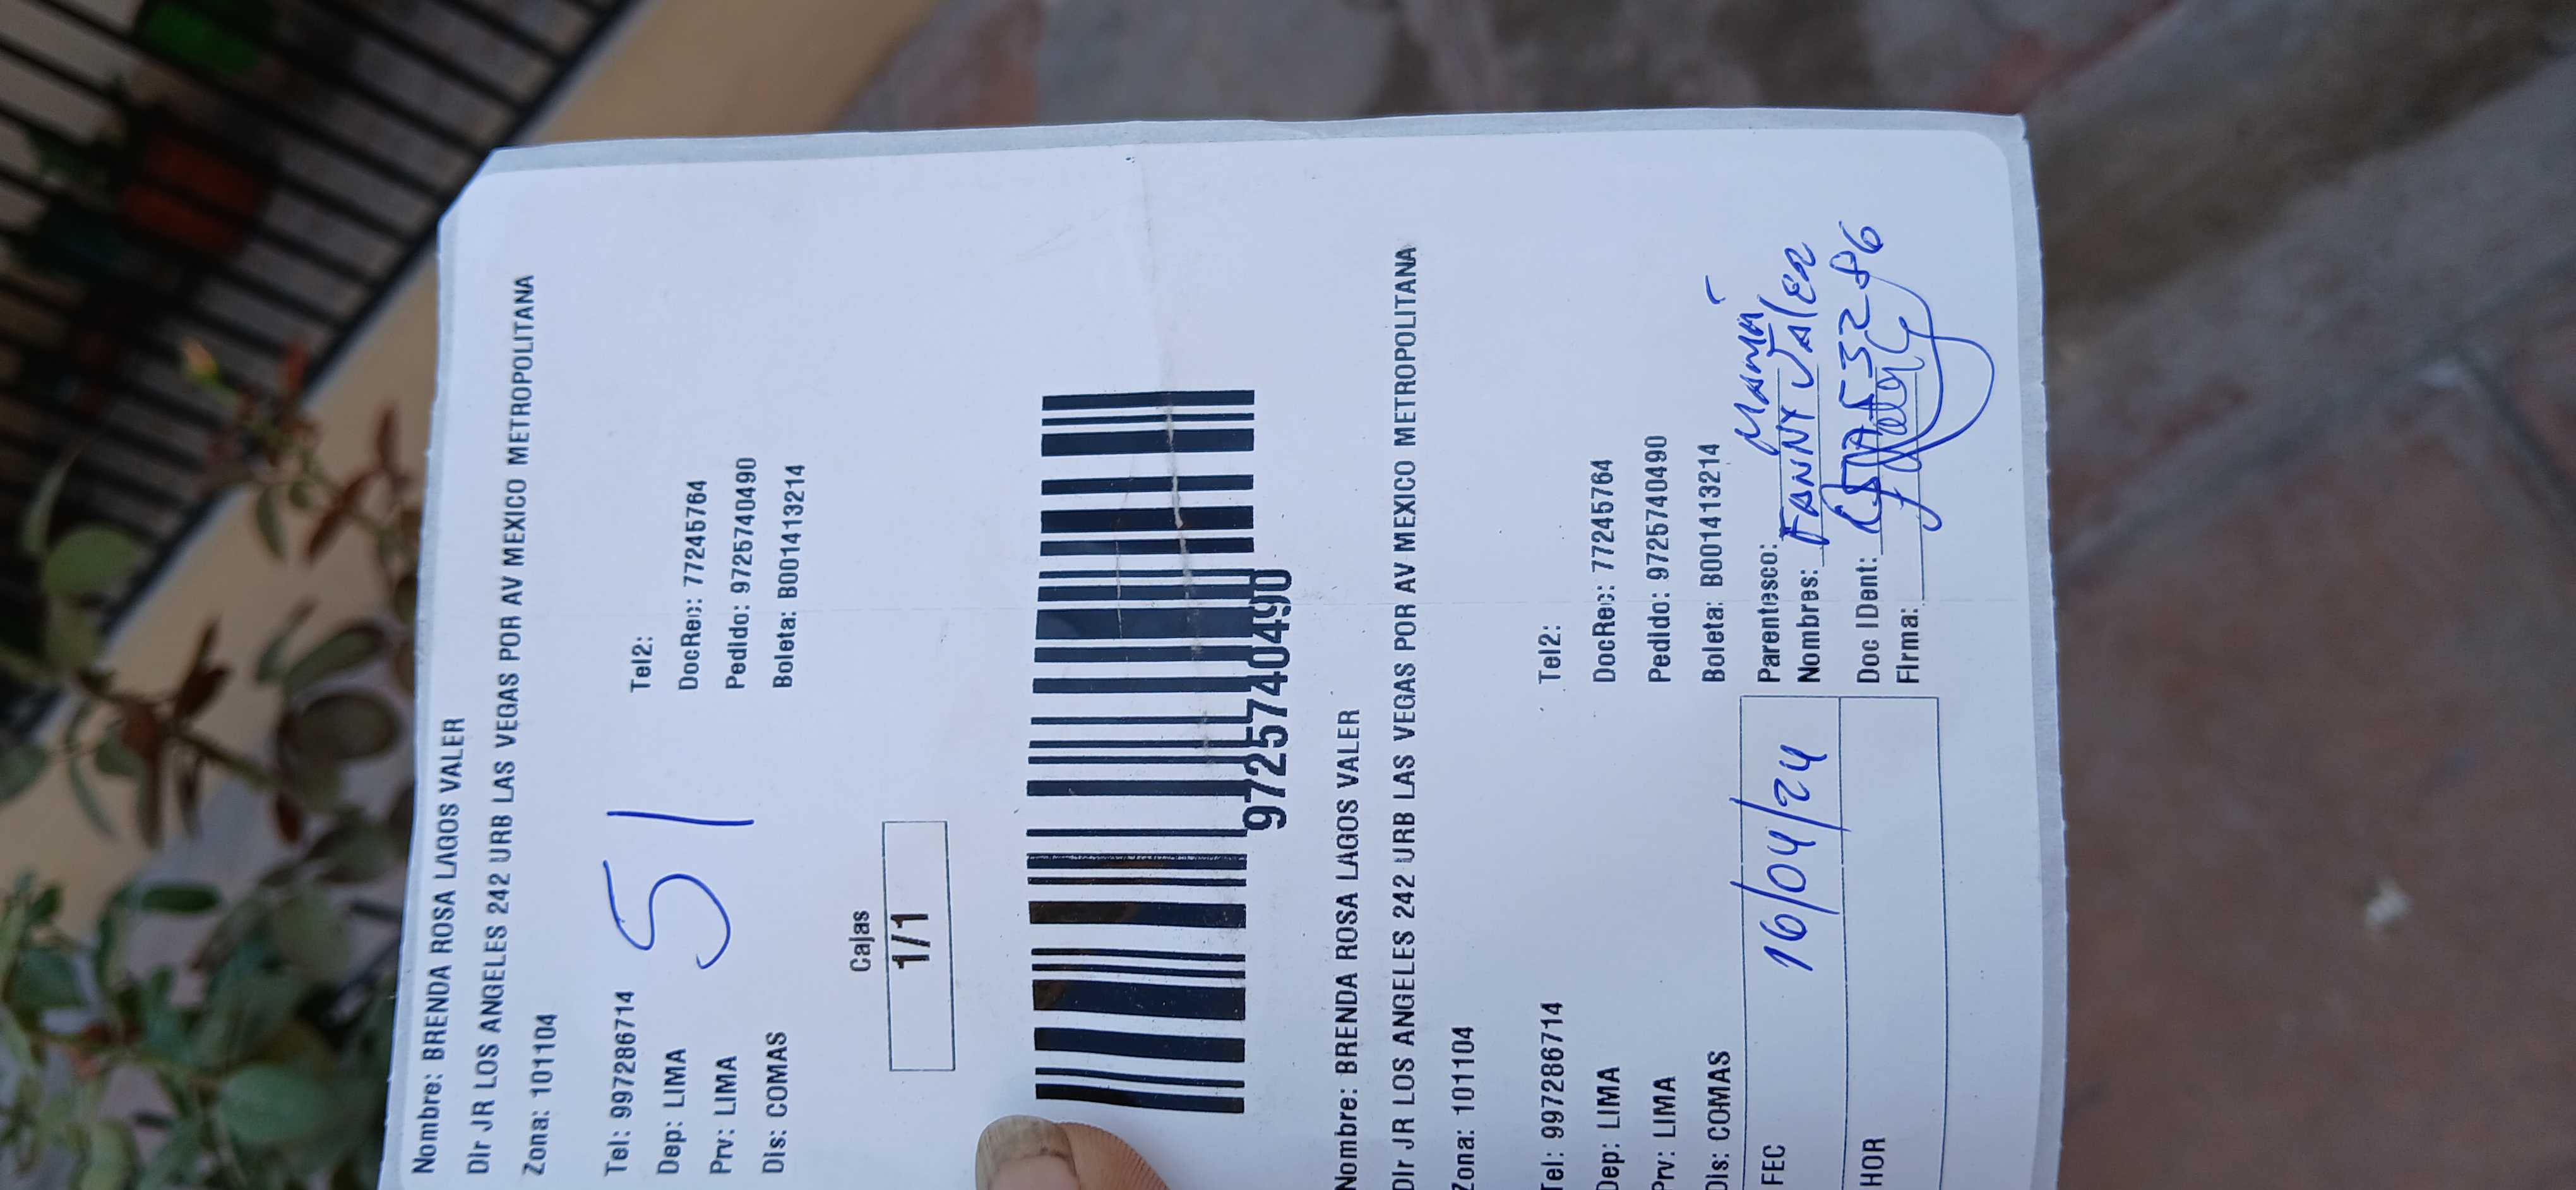 Nombre: BRENDA ROSA LAGOS VALER
Dir JR LOS ANGELES 242 URB LAS VEGAS POR AV MEXICO METROPOLITANA
Zona: 101104
Tel: 997286714 Tel2:
Dep: LIMA DocRec: 77245764
Prv: LIMA Pedido: 9725740490
Dis: COMAS Boleta: B001413214
51
Cajas
1/1
9725740490
Nombre: BRENDA ROSA LAGOS VALER
Dir JR LOS ANGELES 242 URB LAS VEGAS POR AV MEXICO METROPOLITANA
Zona: 101104
Tel: 997286714 Tel2:
Dep: LIMA DocRec: 77245764
Prv: LIMA Pedido: 9725740490
Dis: COMAS Boleta: B001413214
FEC 16/04/24 Parentesco: Mamá
Nombres: FANNY Valer
HOR Doc IDent:
Firma: